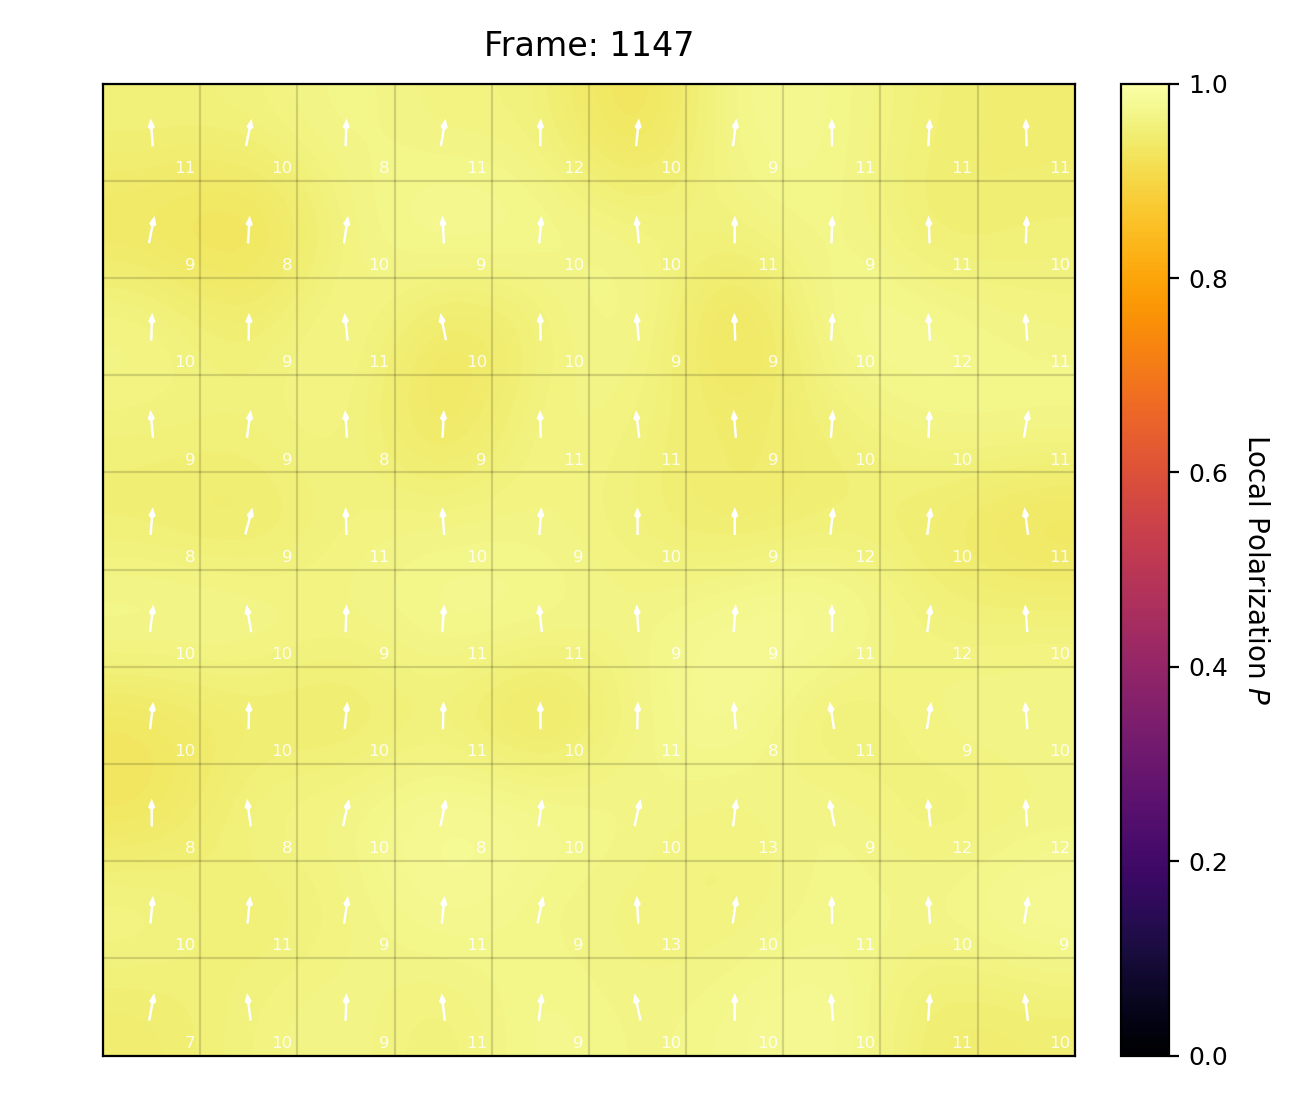 Frame: 1147
11 10 8 11 12 10 9 11 11 11
9 8 10 9 10 10 11 9 11 10
10 9 11 10 10 9 9 10 12 11
9 9 8 9 11 11 9 10 10 11
8 9 11 10 9 10 9 12 10 11
10 10 9 11 11 9 9 11 12 10
10 10 10 11 10 11 8 11 9 10
8 8 10 8 10 10 13 9 12 12
10 11 9 11 9 13 10 11 10 9
7 10 9 11 9 10 10 10 11 10
1.0
0.8
0.6
0.4
0.2
0.0
Local Polarization P